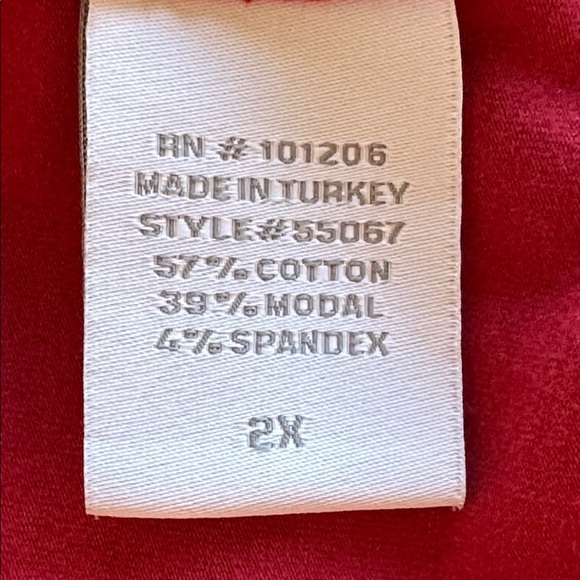 RN # 101206
MADE IN TURKEY
STYLE# 55067
57% COTTON
39% MODAL
4% SPANDEX
2X